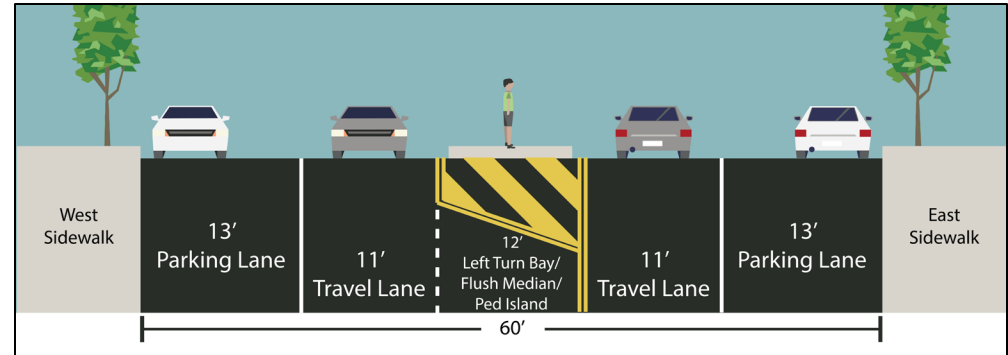 West
Sidewalk
13’
Parking Lane
11’
Travel Lane
12’
Left Turn Bay/
Flush Median/
Ped Island
11’
Travel Lane
13’
Parking Lane
East
Sidewalk
60’